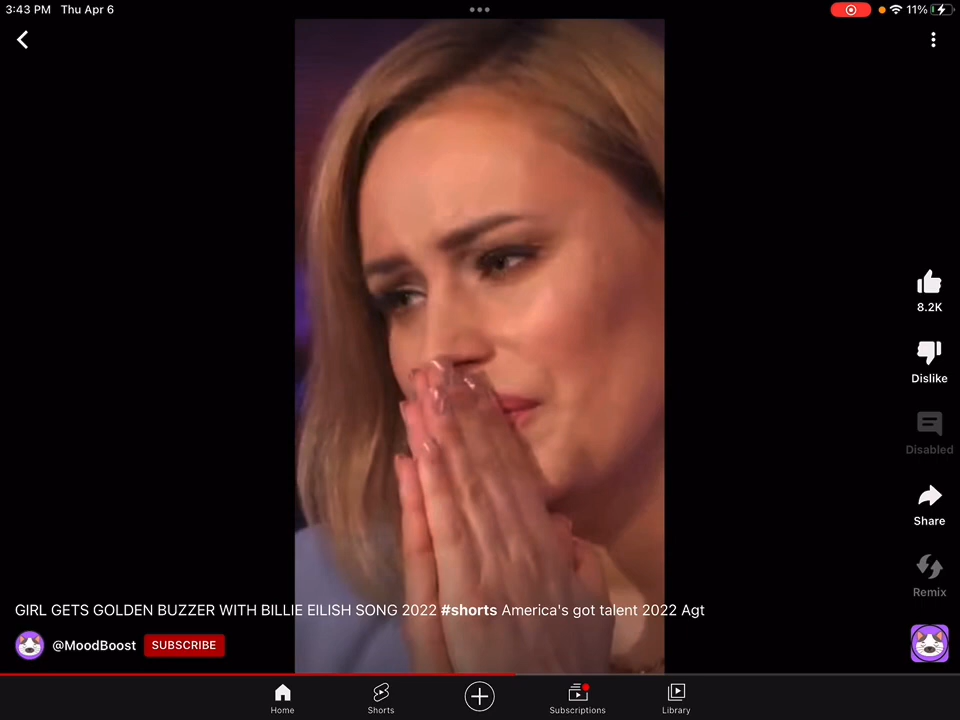 3:43 PM Thu Apr 6
11%
8.2K
Dislike
Disabled
Share
Remix
GIRL GETS GOLDEN BUZZER WITH BILLIE EILISH SONG 2022 #shorts America's got talent 2022 Agt
@MoodBoost SUBSCRIBE
Home Shorts Subscriptions Library